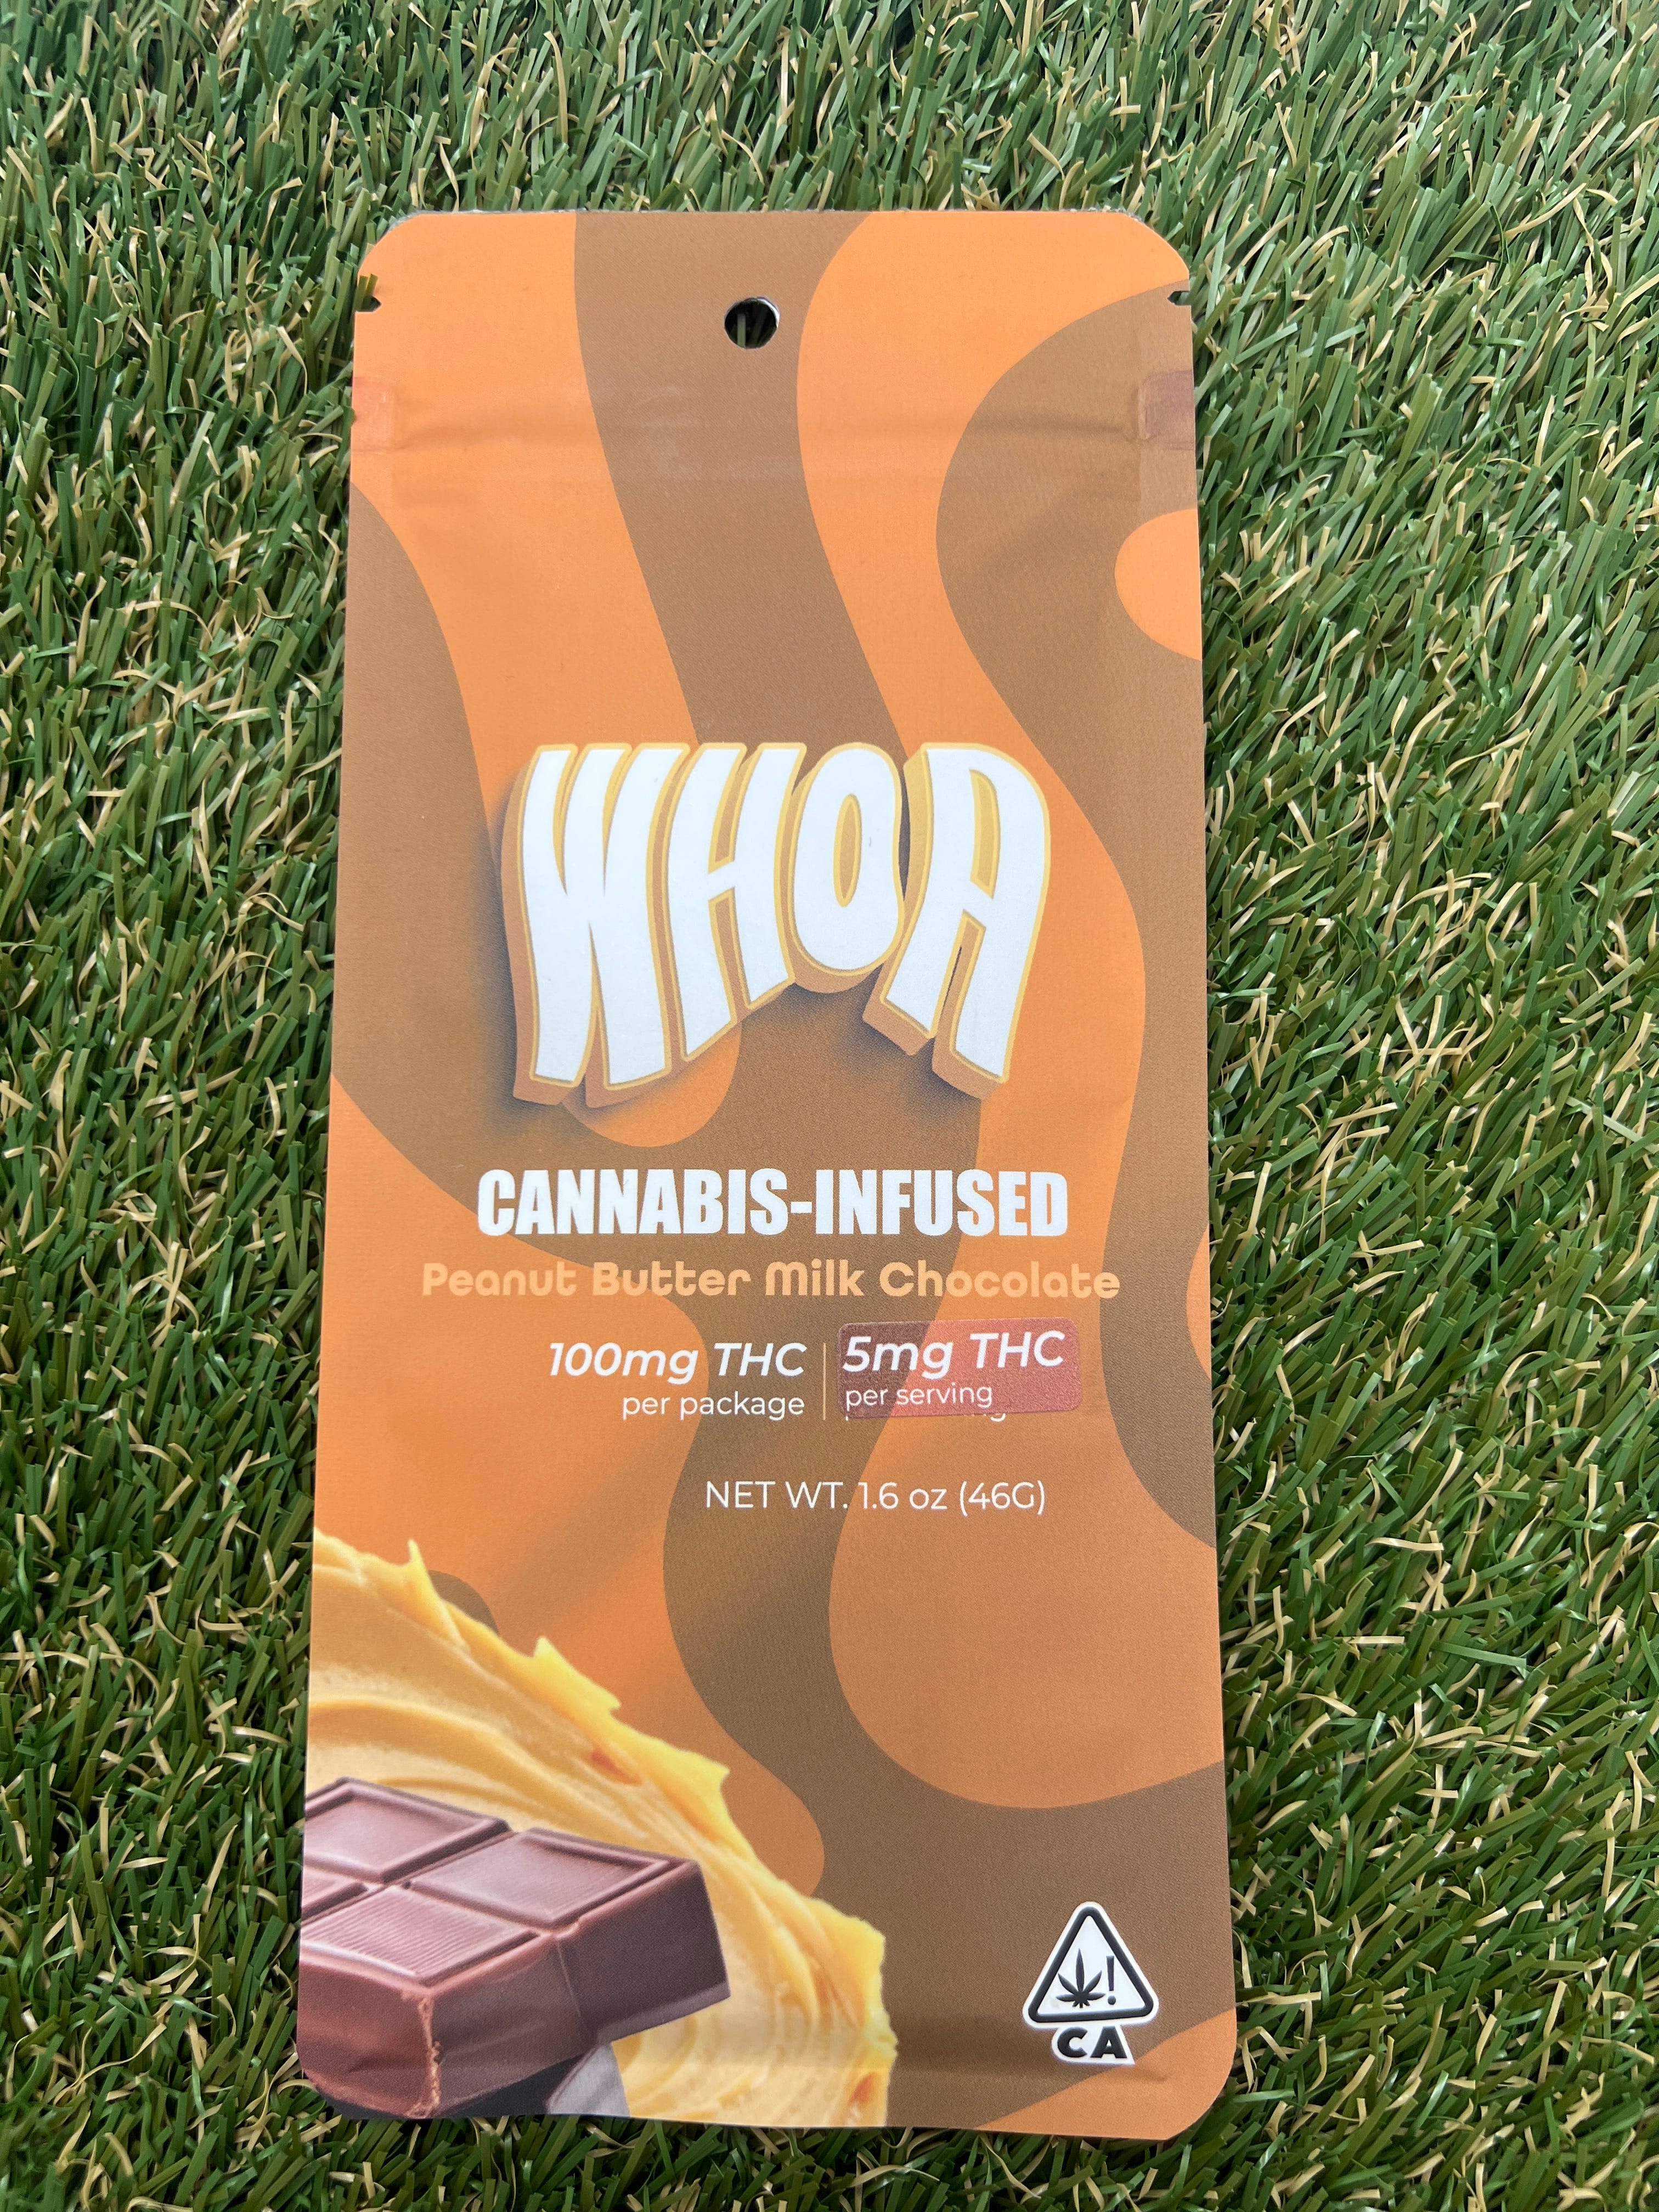 WHOA
CANNABIS-INFUSED
Peanut Butter Milk Chocolate
100mg THC
per package
5mg THC
per serving
NET WT. 1.6 oz (46G)
!
CA